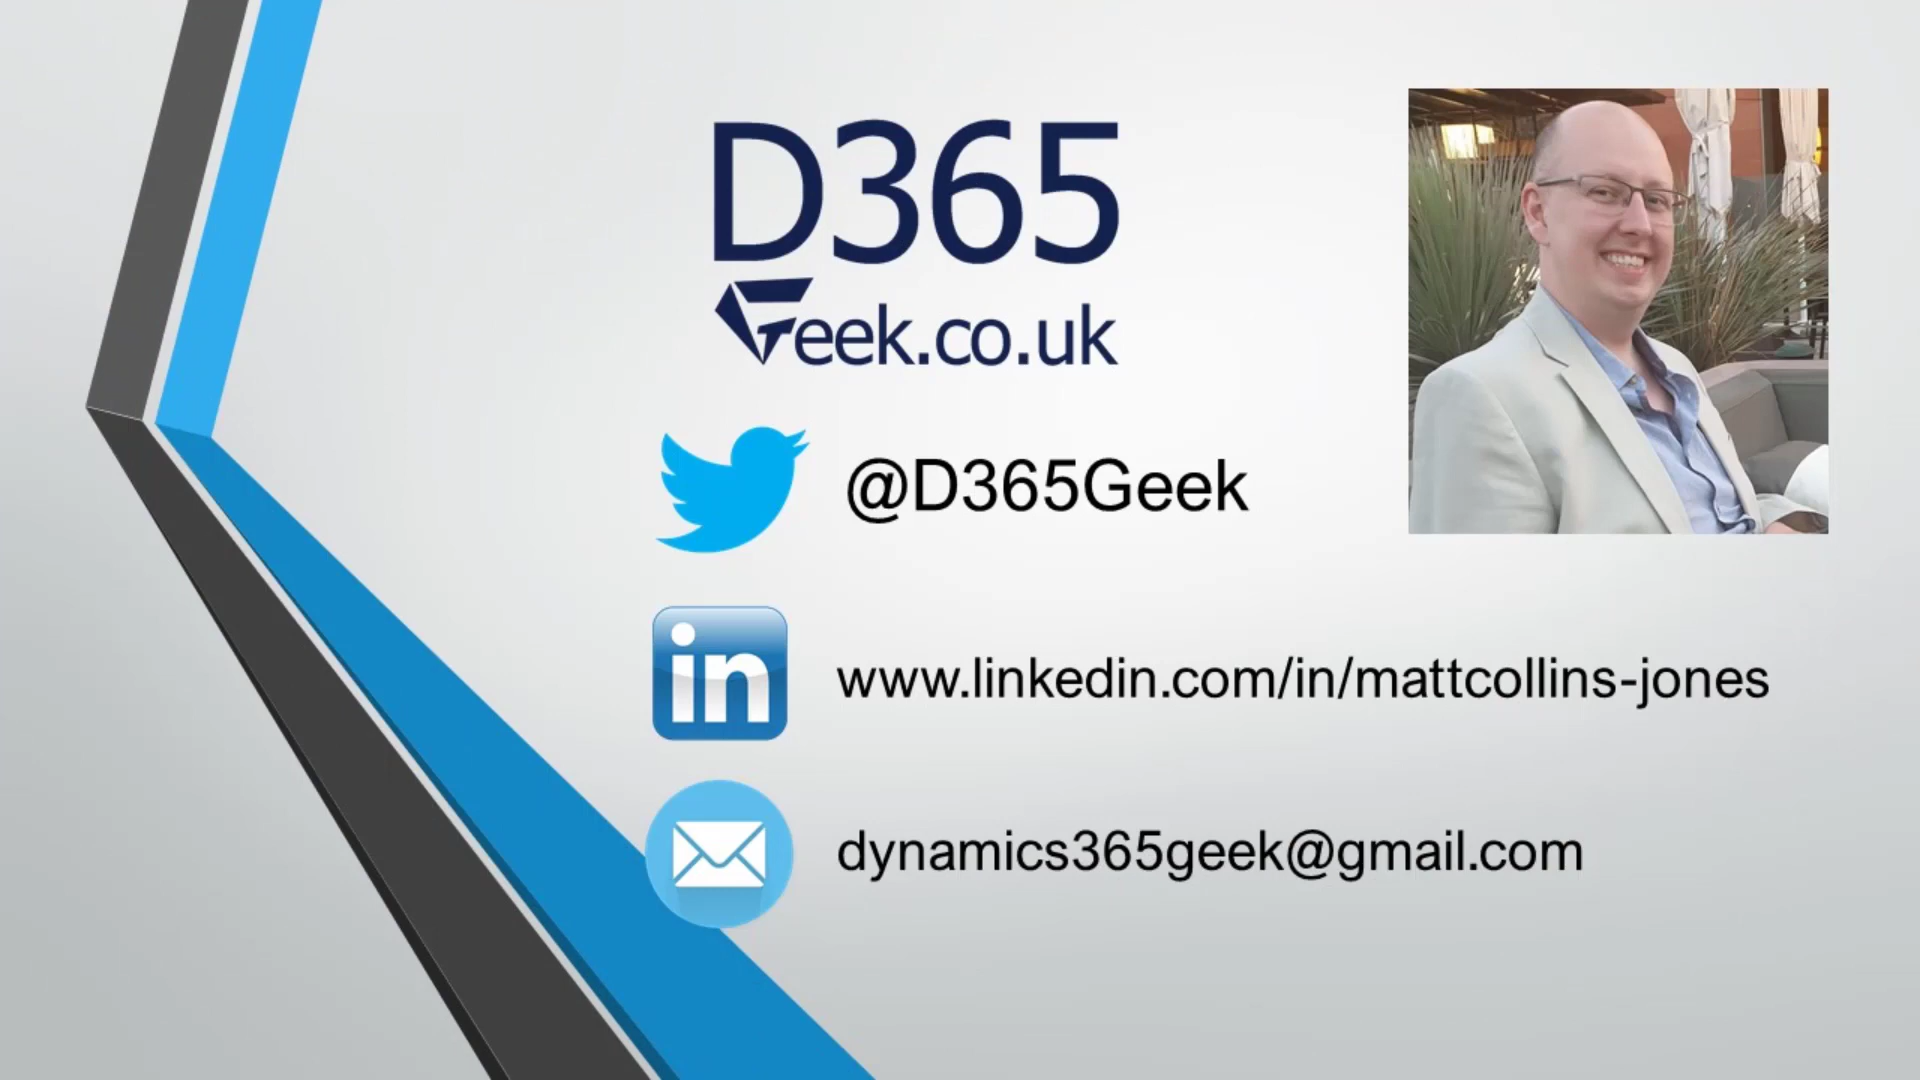 D365
Geek.co.uk
@D365Geek
in
www.linkedin.com/in/mattcollins-jones
dynamics365geek@gmail.com